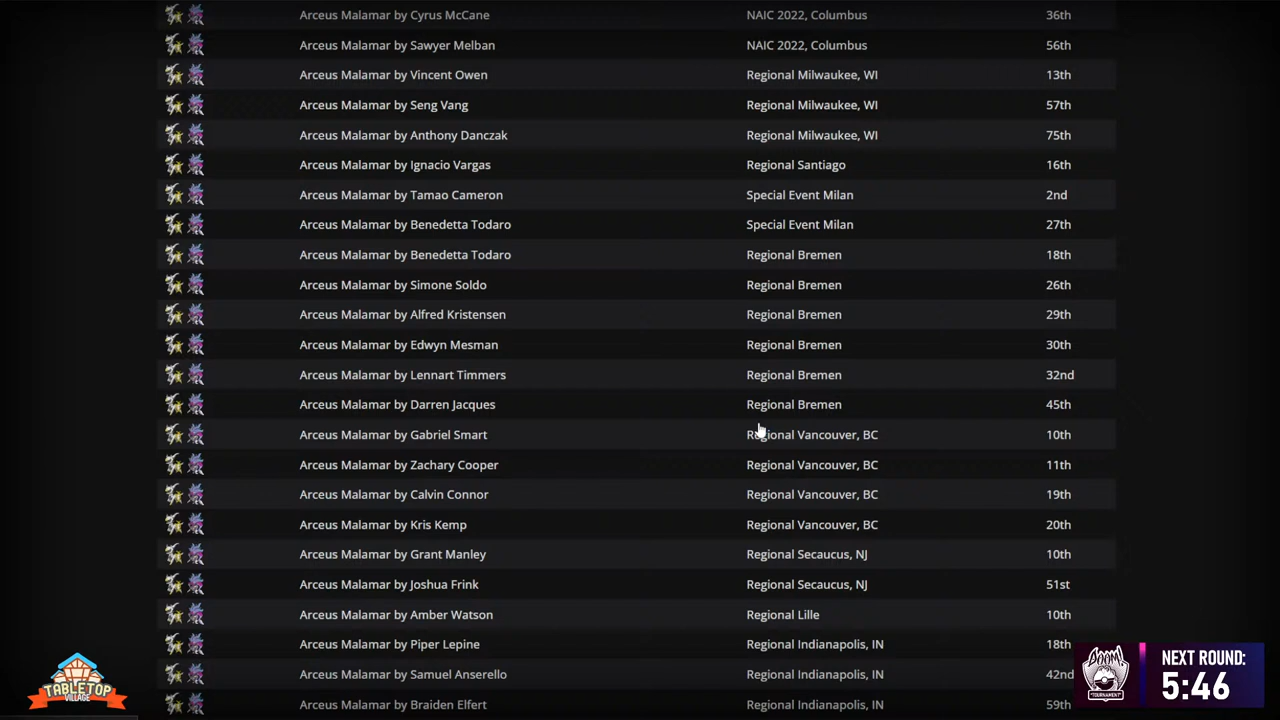 Arceus Malamar by Cyrus McCane NAIC 2022, Columbus 36th
Arceus Malamar by Sawyer Melban NAIC 2022, Columbus 56th
Arceus Malamar by Vincent Owen Regional Milwaukee, WI 13th
Arceus Malamar by Seng Vang Regional Milwaukee, WI 57th
Arceus Malamar by Anthony Danczak Regional Milwaukee, WI 75th
Arceus Malamar by Ignacio Vargas Regional Santiago 16th
Arceus Malamar by Tamao Cameron Special Event Milan 2nd
Arceus Malamar by Benedetta Todaro Special Event Milan 27th
Arceus Malamar by Benedetta Todaro Regional Bremen 18th
Arceus Malamar by Simone Soldo Regional Bremen 26th
Arceus Malamar by Alfred Kristensen Regional Bremen 29th
Arceus Malamar by Edwyn Mesman Regional Bremen 30th
Arceus Malamar by Lennart Timmers Regional Bremen 32nd
Arceus Malamar by Darren Jacques Regional Bremen 45th
Arceus Malamar by Gabriel Smart Regional Vancouver, BC 10th
Arceus Malamar by Zachary Cooper Regional Vancouver, BC 11th
Arceus Malamar by Calvin Connor Regional Vancouver, BC 19th
Arceus Malamar by Kris Kemp Regional Vancouver, BC 20th
Arceus Malamar by Grant Manley Regional Secaucus, NJ 10th
Arceus Malamar by Joshua Frink Regional Secaucus, NJ 51st
Arceus Malamar by Amber Watson Regional Lille 10th
Arceus Malamar by Piper Lepine Regional Indianapolis, IN 18th
Arceus Malamar by Samuel Anserello Regional Indianapolis, IN 42nd
Arceus Malamar by Braiden Elfert Regional Indianapolis, IN 59th
TABLETOP
VILLAGE
DOOM
TOURNAMENT
NEXT ROUND:
5:46